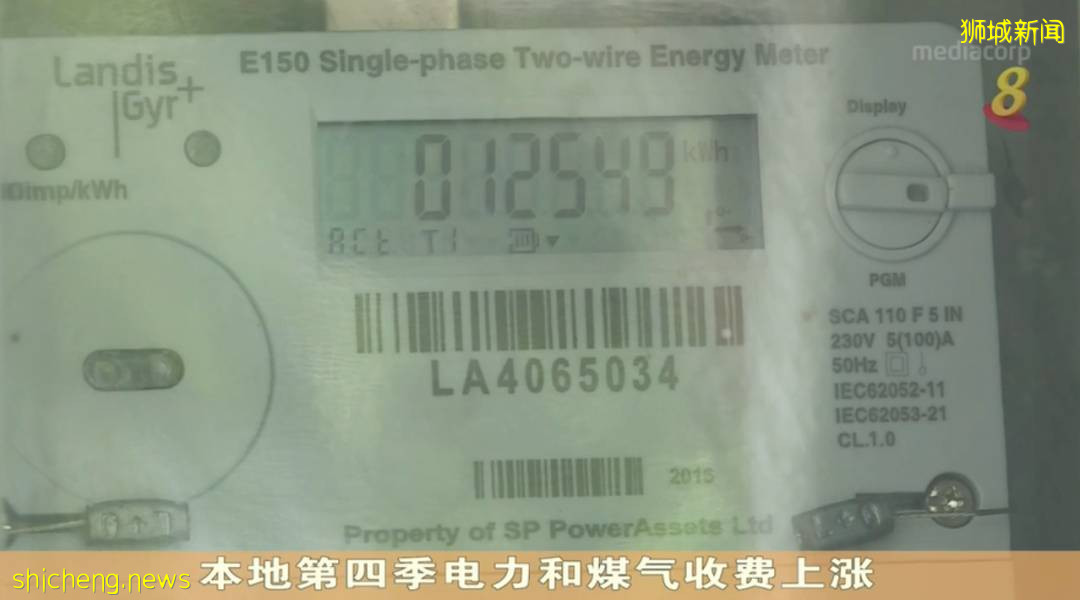 狮城新闻
mediacorp
8
Landis
Gyr+
E150 Single-phase Two-wire Energy Meter
Display
012549 kWh
imp/kWh
ACt T1
PGM
SCA 110 F 5 IN
230V 5(100)A
50Hz
IEC62052-11
IEC62053-21
CL.1.0
LA4065034
2015
Property of SP PowerAssets Ltd
shicheng.news
本地第四季电力和煤气收费上涨